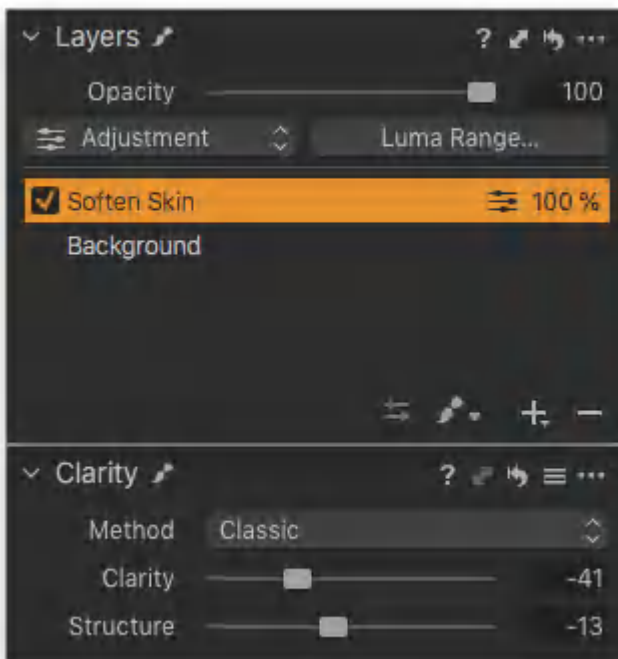 Layers ?
Opacity 100
Adjustment Luma Range...
Soften Skin 100 %
Background
Clarity ?
Method Classic
Clarity -41
Structure -13